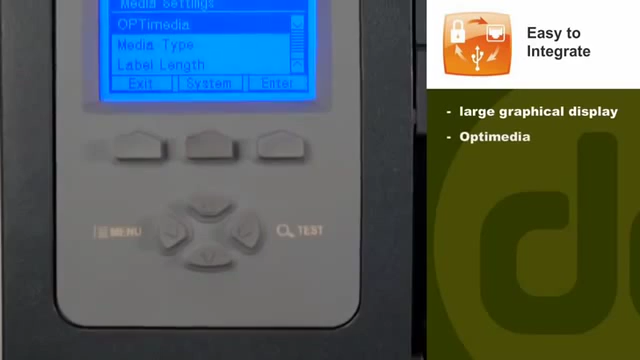 Media Settings
OPTimedia
Media Type
Label Length
Exit System Enter
MENU
TEST
Easy to
Integrate
- large graphical display
- Optimedia